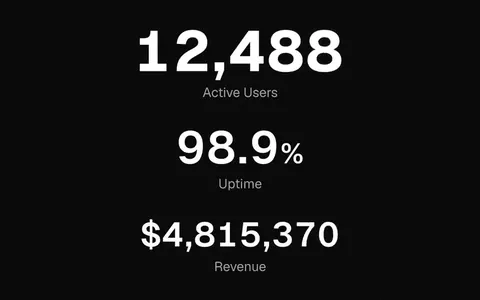 12,488
Active Users
98.9%
Uptime
$4,815,370
Revenue